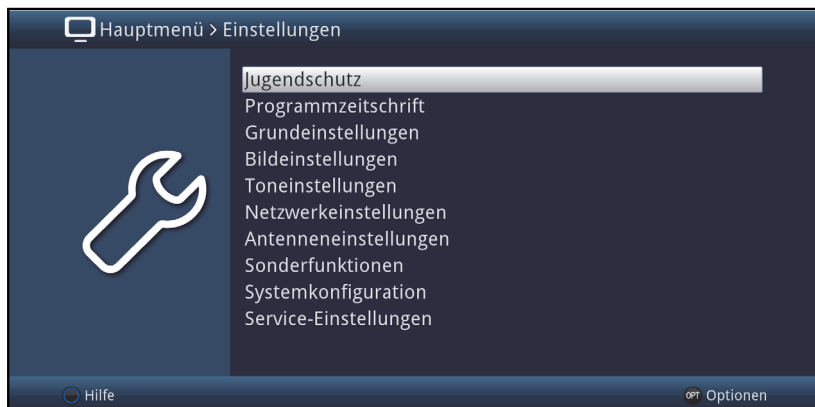 Hauptmenü > Einstellungen
Jugendschutz
Programmzeitschrift
Grundeinstellungen
Bildeinstellungen
Toneinstellungen
Netzwerkeinstellungen
Antenneneinstellungen
Sonderfunktionen
Systemkonfiguration
Service-Einstellungen
Hilfe
OPT Optionen